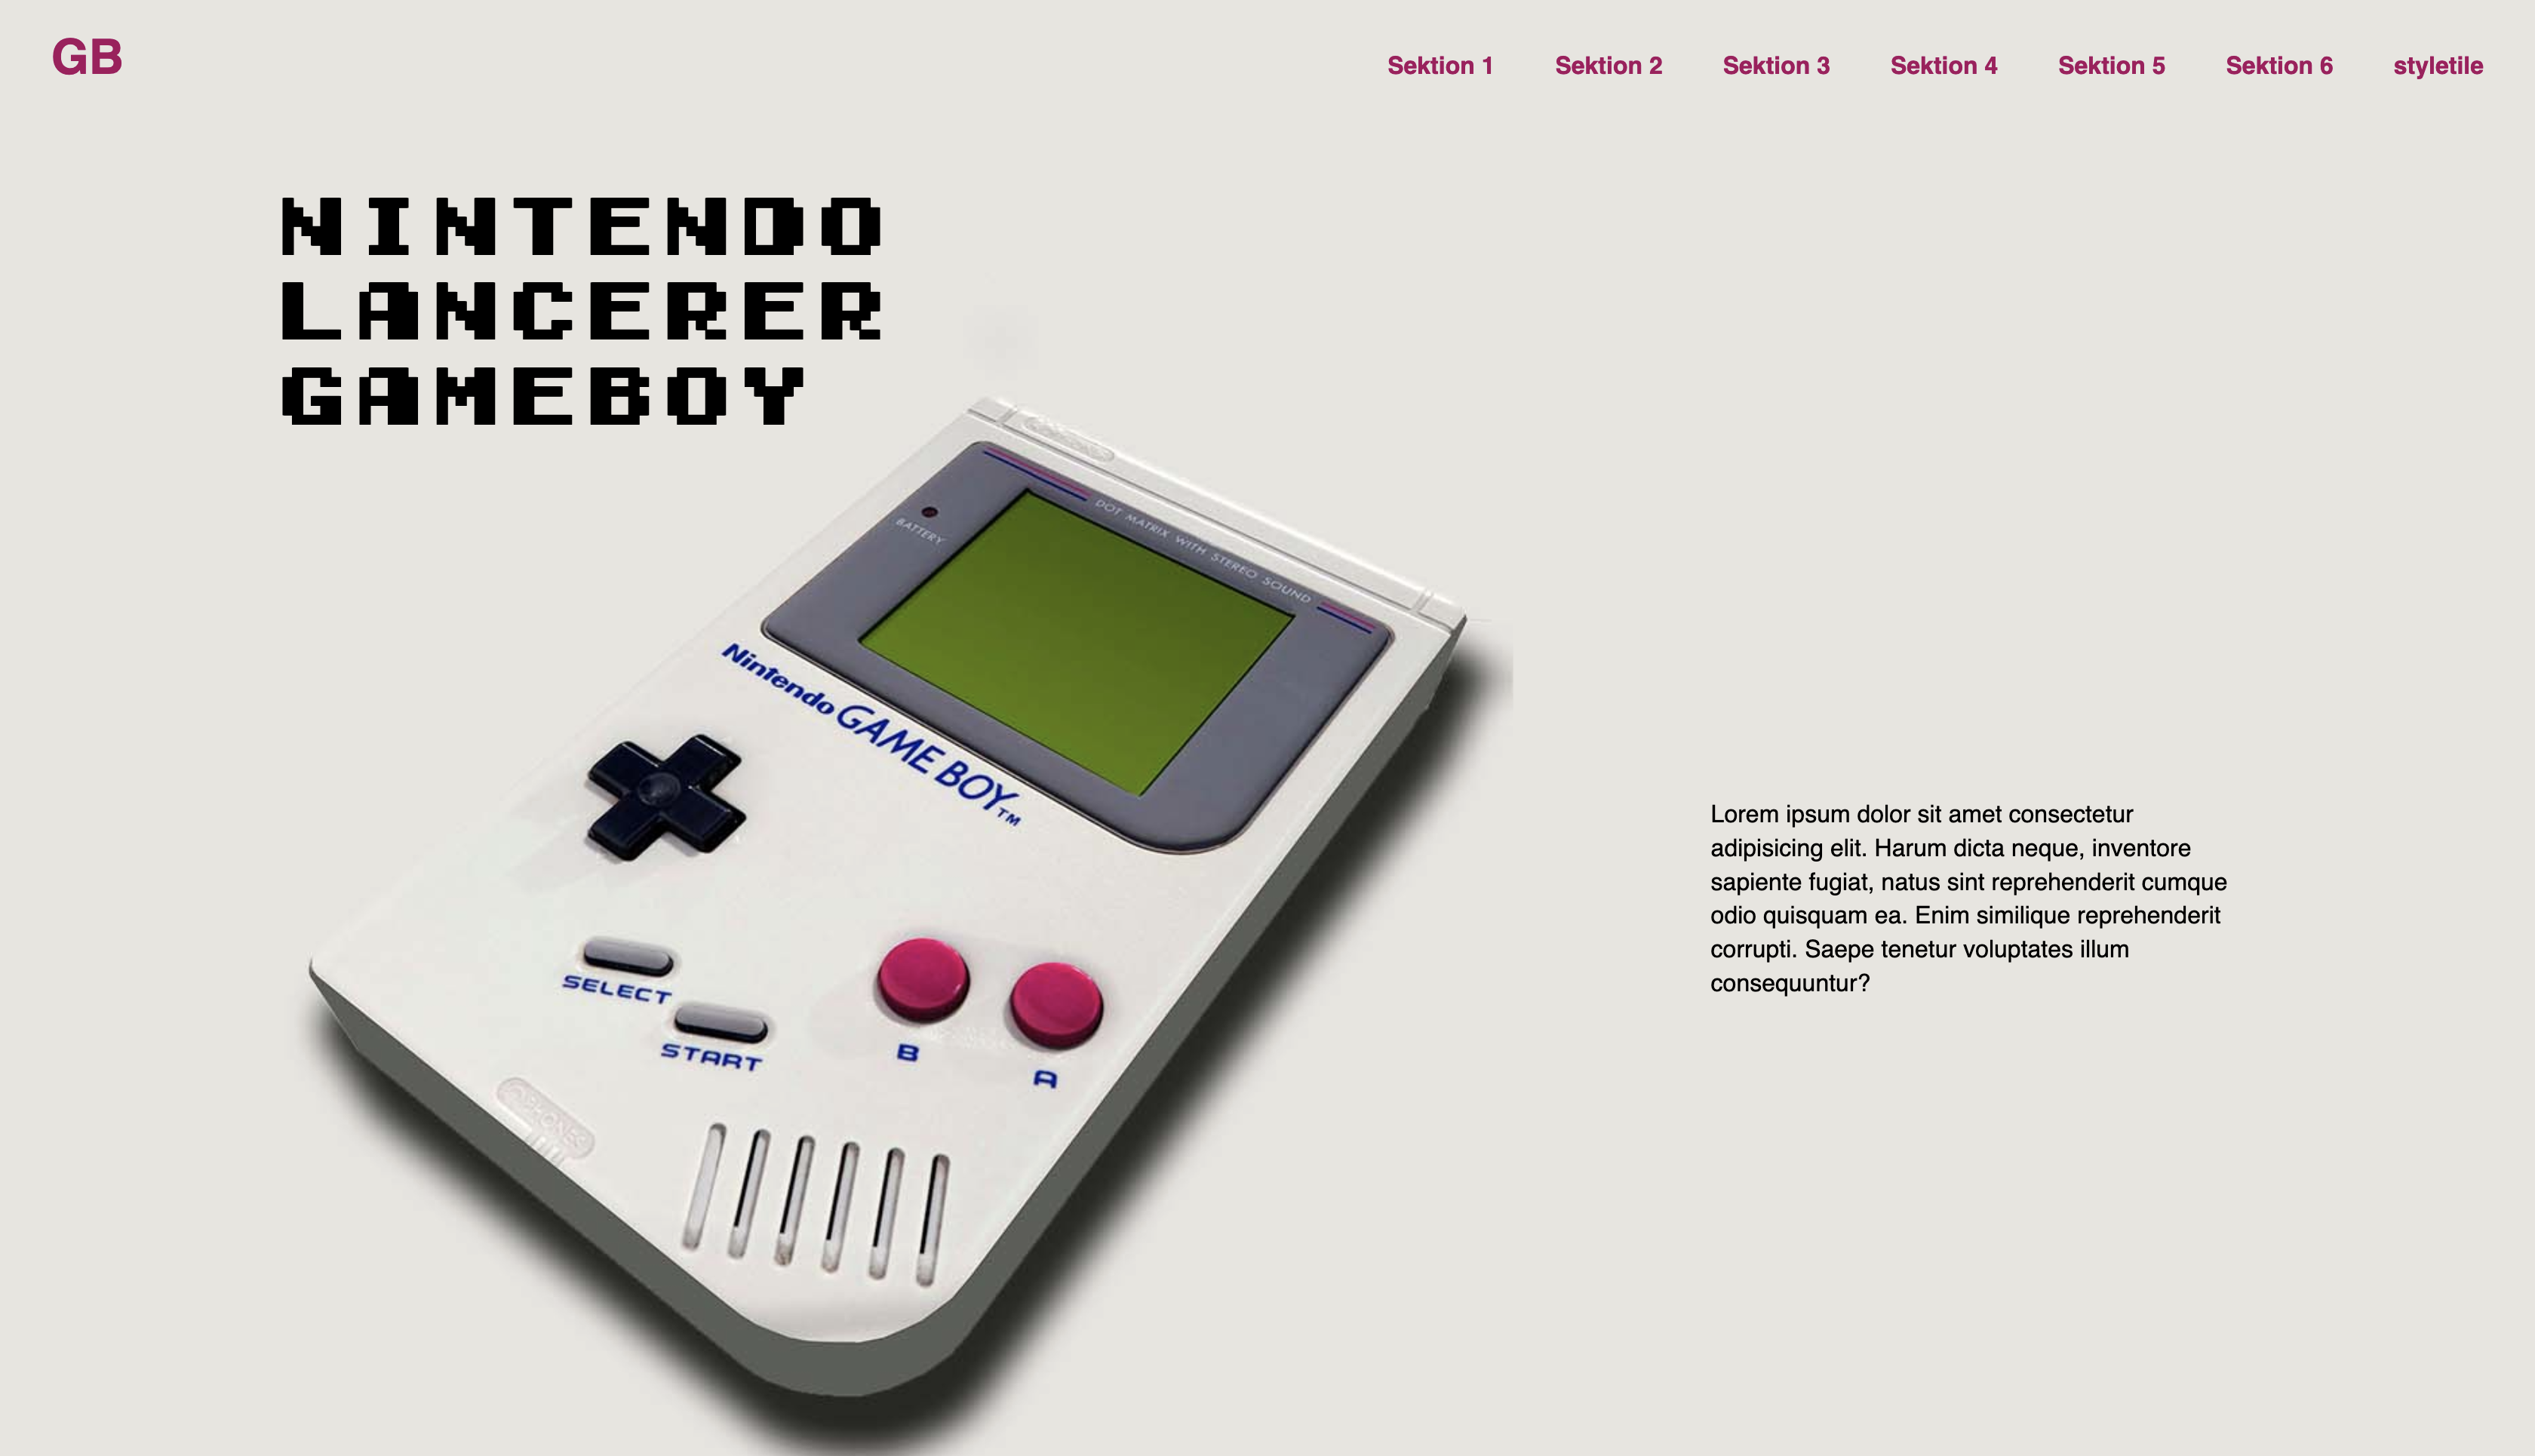 GB
Sektion 1 Sektion 2 Sektion 3 Sektion 4 Sektion 5 Sektion 6 styletile
NINTENDO
LANCERER
GAMEBOY
DOT MATRIX WITH STEREO SOUND
BATTERY
Nintendo GAME BOY™
SELECT
START
B
A
PHONES
Lorem ipsum dolor sit amet consectetur
adipisicing elit. Harum dicta neque, inventore
sapiente fugiat, natus sint reprehenderit cumque
odio quisquam ea. Enim similique reprehenderit
corrupti. Saepe tenetur voluptates illum
consequuntur?